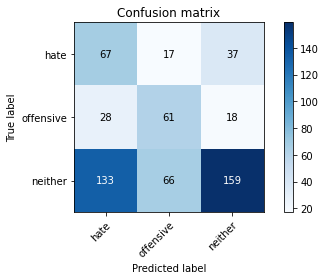 Confusion matrix
True label
hate
67
17
37
offensive
28
61
18
neither
133
66
159
hate
offensive
neither
Predicted label
140
120
100
80
60
40
20